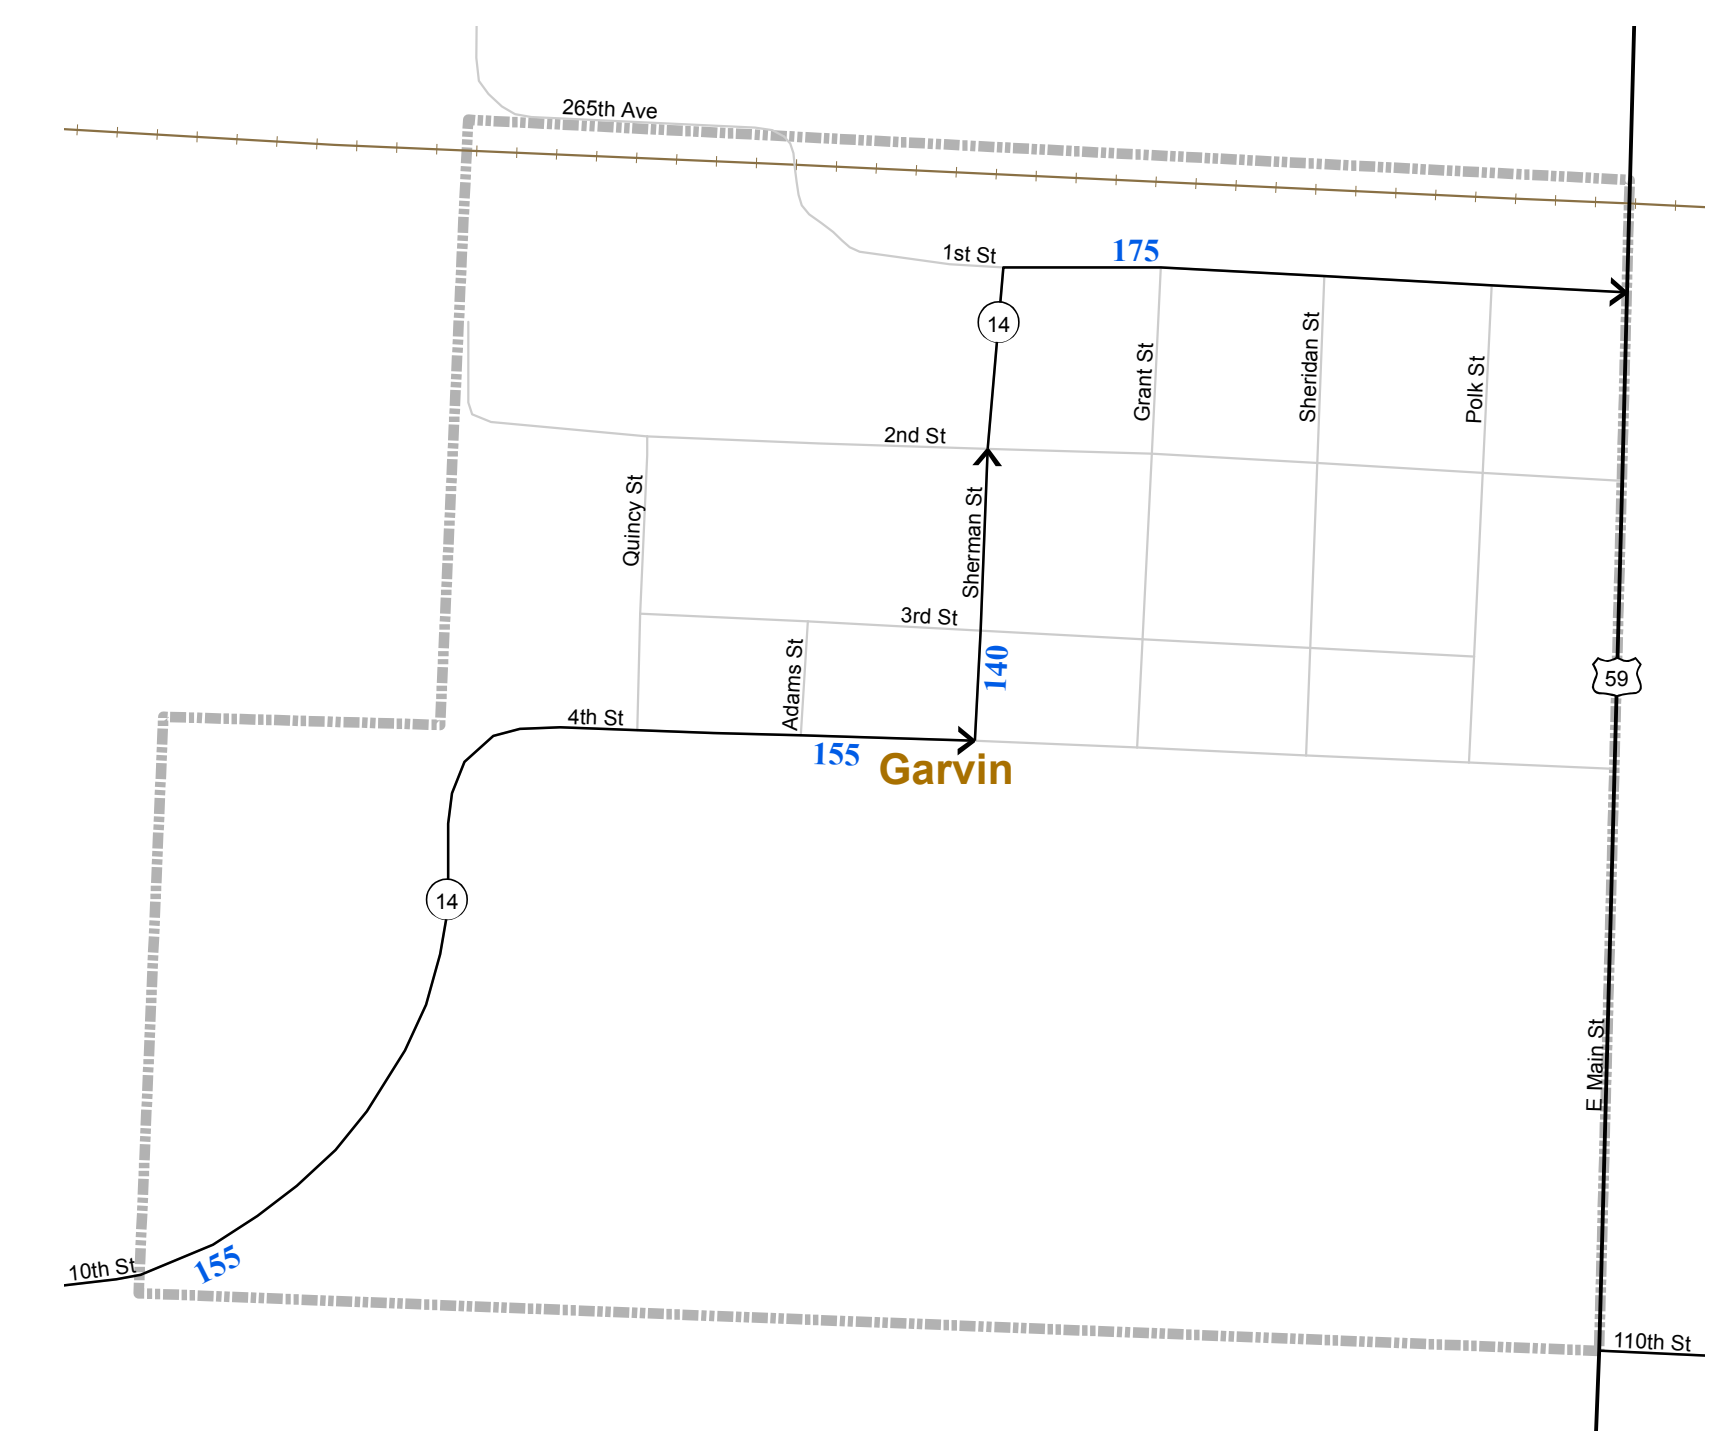 265th Ave
1st St
175
14
Grant St
Sheridan St
Polk St
2nd St
Quincy St
Sherman St
3rd St
Adams St
140
59
4th St
155
Garvin
14
E Main St
10th St
155
110th St